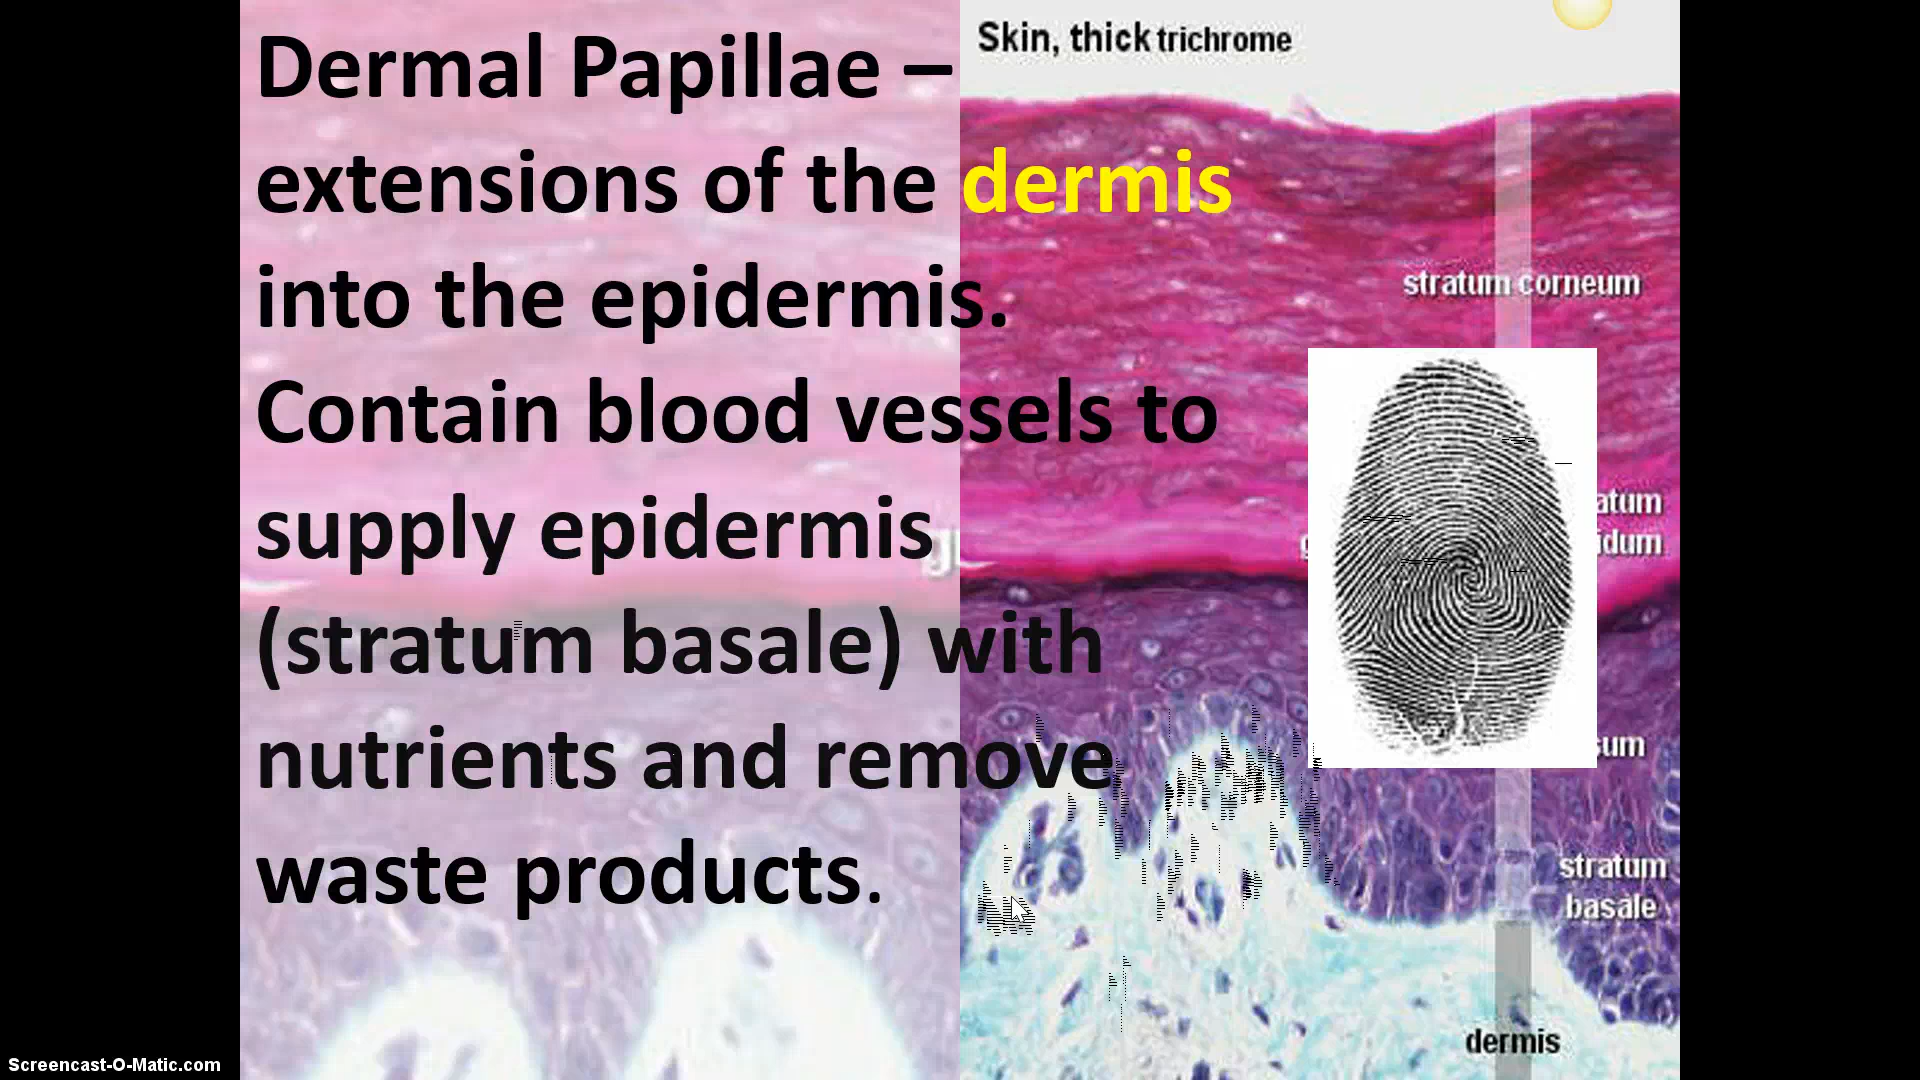 Dermal Papillae –
extensions of the dermis
into the epidermis.
Contain blood vessels to
supply epidermis
(stratum basale) with
nutrients and remove
waste products.
Skin, thick trichrome
stratum corneum
stratum
basale
dermis
Screencast-O-Matic.com